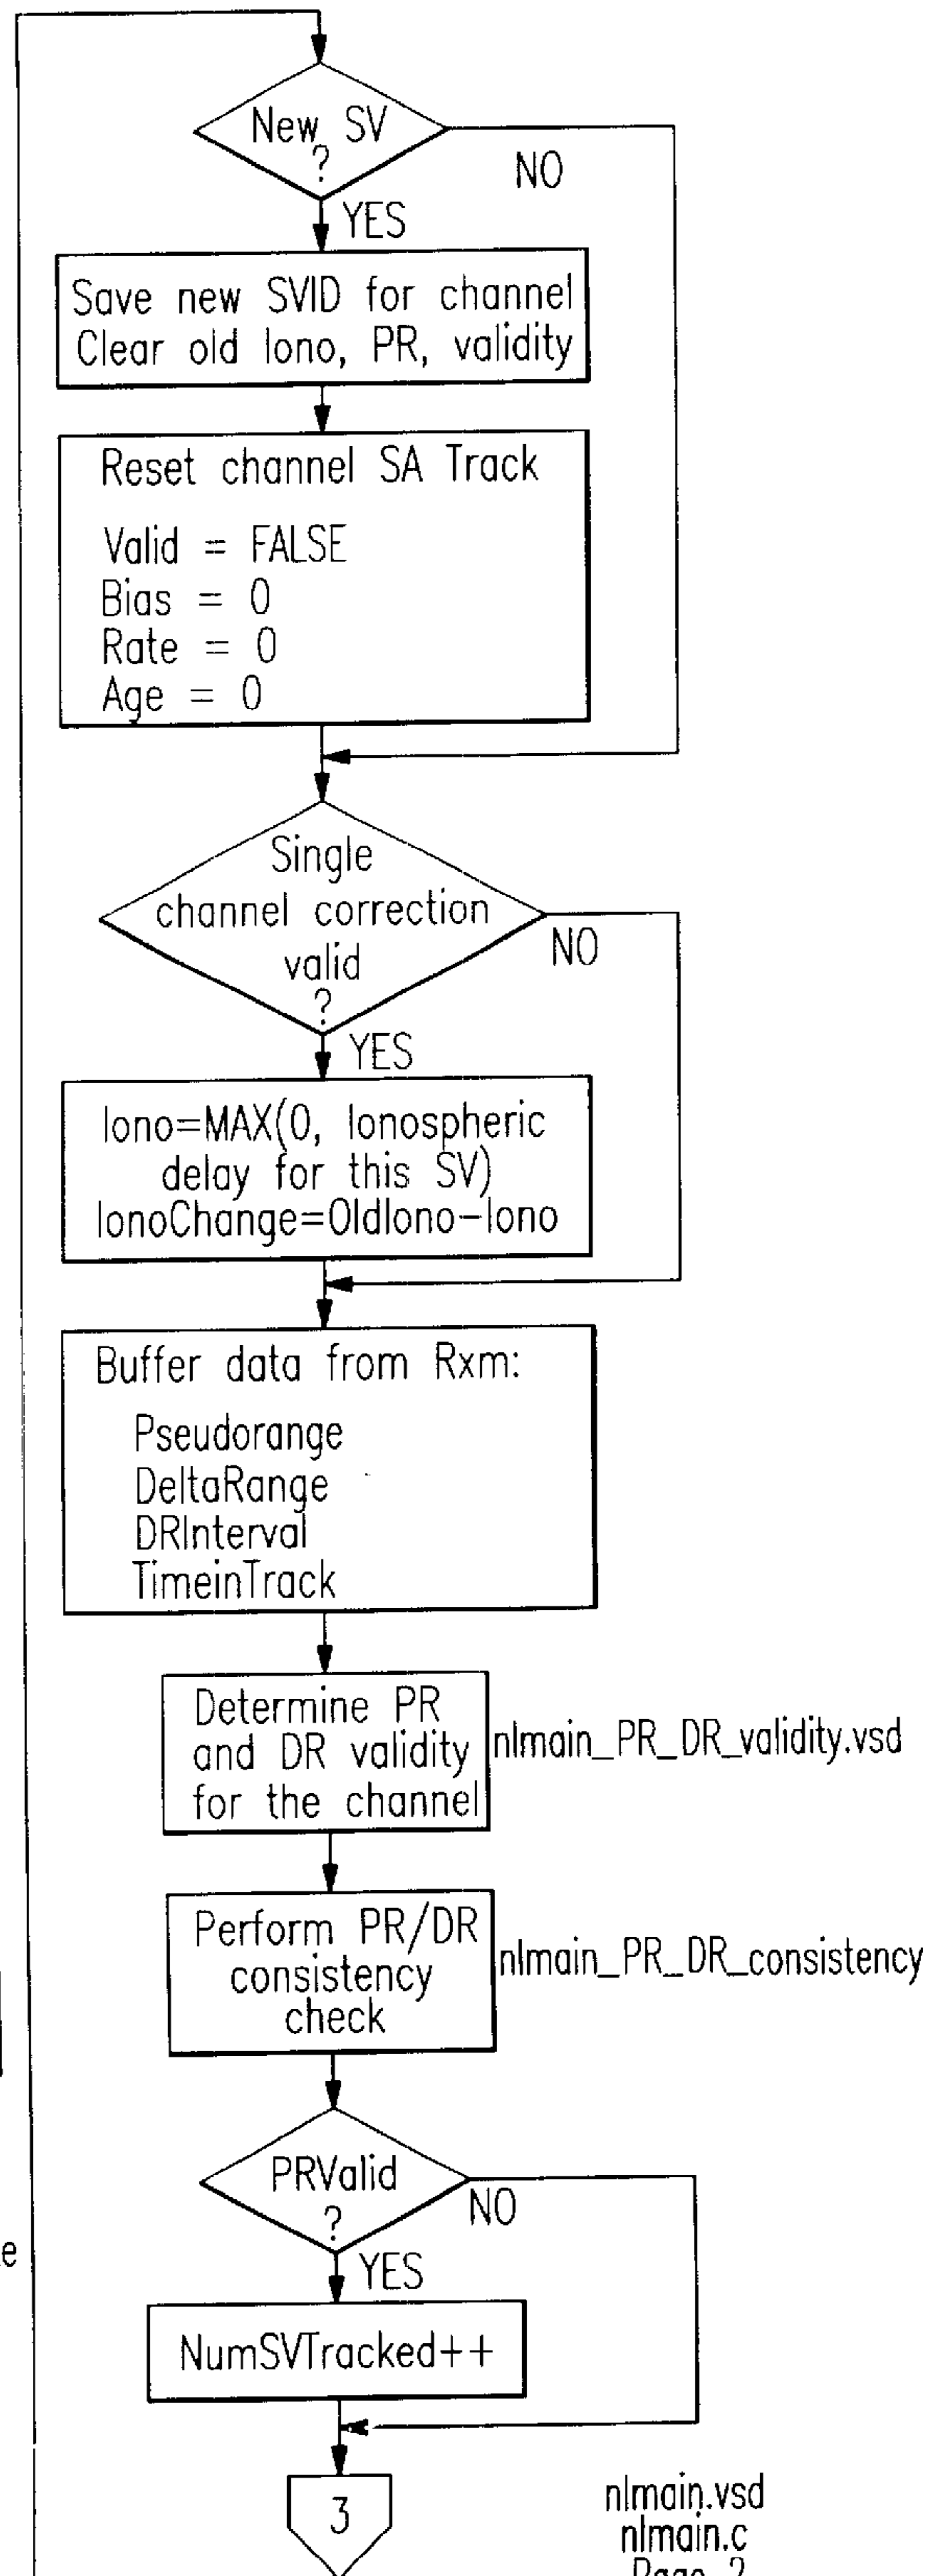 New SV
?
NO
YES
Save new SVID for channel
Clear old Iono, PR, validity
Reset channel SA Track
Valid = FALSE
Bias = 0
Rate = 0
Age = 0
Single
channel correction
valid
?
NO
YES
Iono=MAX(0, Ionospheric
delay for this SV)
IonoChange=OldIono-Iono
Buffer data from Rxm:
Pseudorange
DeltaRange
DRInterval
TimeinTrack
Determine PR
and DR validity
for the channel
nlmain_PR_DR_validity.vsd
Perform PR/DR
consistency
check
nlmain_PR_DR_consistency
PRValid
?
NO
YES
NumSVTracked++
3
nlmain.vsd
nlmain.c
Page 2